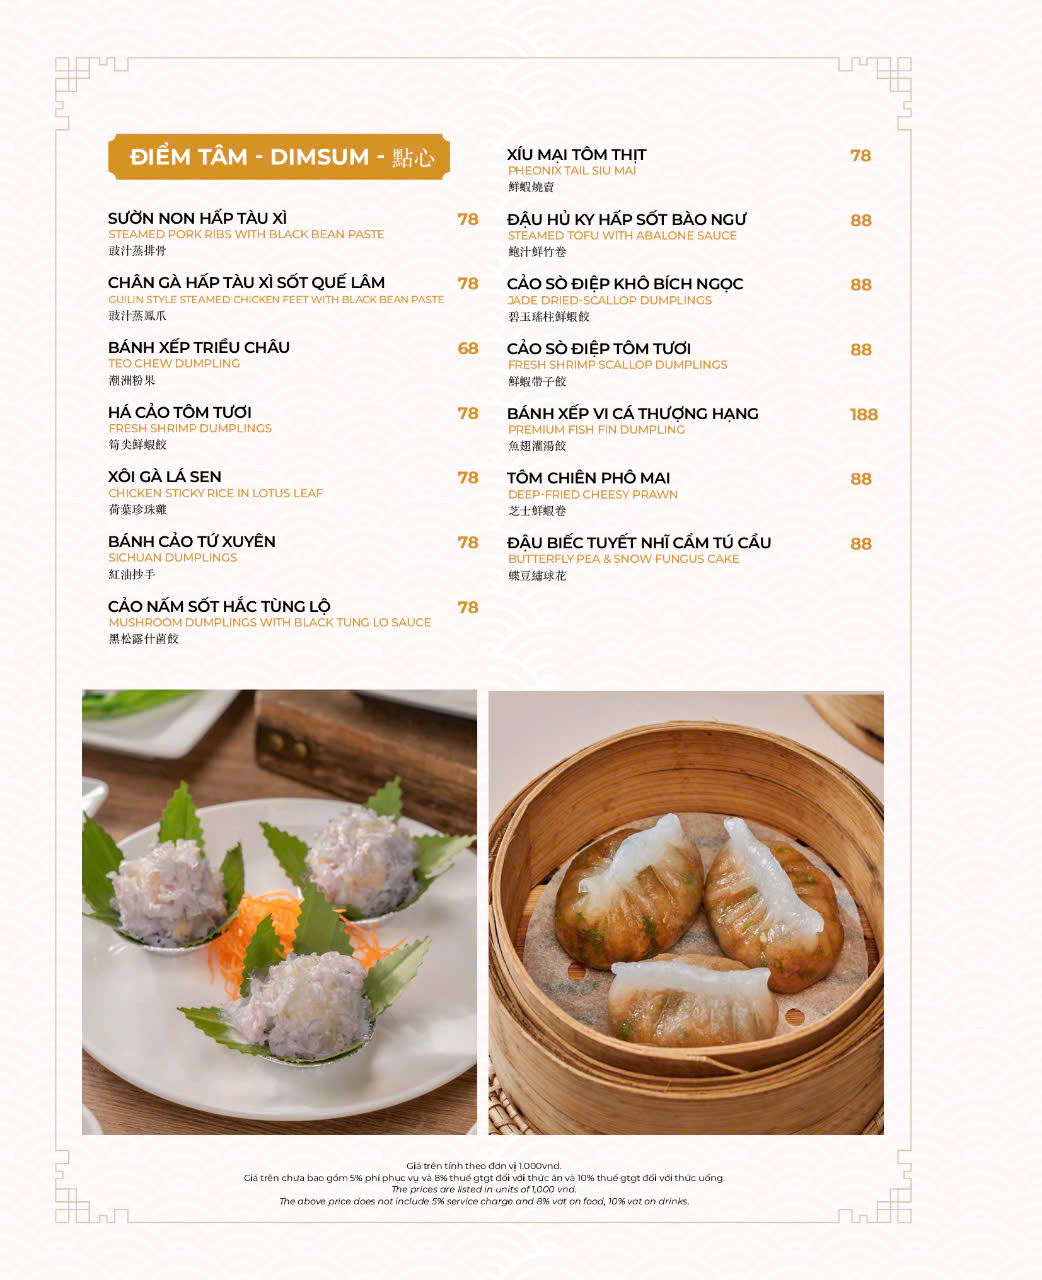 ĐIỂM TÂM - DIMSUM - 點心
SƯỜN NON HẤP TÀU XÌ 78
STEAMED PORK RIBS WITH BLACK BEAN PASTE
豉汁蒸排骨
CHÂN GÀ HẤP TÀU XÌ SỐT QUẾ LÂM 78
GUILIN STYLE STEAMED CHICKEN FEET WITH BLACK BEAN PASTE
豉汁蒸鳳爪
BÁNH XẾP TRIỀU CHÂU 68
TEO CHEW DUMPLING
潮洲粉果
HÁ CẢO TÔM TƯƠI 78
FRESH SHRIMP DUMPLINGS
筍尖鮮蝦餃
XÔI GÀ LÁ SEN 78
CHICKEN STICKY RICE IN LOTUS LEAF
荷葉珍珠雞
BÁNH CẢO TỨ XUYÊN 78
SICHUAN DUMPLINGS
紅油抄手
CẢO NẤM SỐT HẮC TÙNG LỘ 78
MUSHROOM DUMPLINGS WITH BLACK TUNG LO SAUCE
黑松露什菌餃
XÍU MẠI TÔM THỊT 78
PHEONIX TAIL SIU MAI
鮮蝦燒賣
ĐẬU HỦ KY HẤP SỐT BÀO NGƯ 88
STEAMED TOFU WITH ABALONE SAUCE
鮑汁鮮竹卷
CẢO SÒ ĐIỆP KHÔ BÍCH NGỌC 88
JADE DRIED-SCALLOP DUMPLINGS
碧玉瑤柱鮮蝦餃
CẢO SÒ ĐIỆP TÔM TƯƠI 88
FRESH SHRIMP SCALLOP DUMPLINGS
鮮蝦帶子餃
BÁNH XẾP VI CÁ THƯỢNG HẠNG 188
PREMIUM FISH FIN DUMPLING
魚翅灌湯餃
TÔM CHIÊN PHÔ MAI 88
DEEP-FRIED CHEESY PRAWN
芝士鮮蝦卷
ĐẬU BIẾC TUYẾT NHĨ CẨM TÚ CẦU 88
BUTTERFLY PEA & SNOW FUNGUS CAKE
蝶豆繡球花
Giá trên tính theo đơn vị 1.000vnd.
Giá trên chưa bao gồm 5% phí phục vụ và 8% thuế gtgt đối với thức ăn và 10% thuế gtgt đối với thức uống.
The prices are listed in units of 1,000 vnd.
The above price does not include 5% service charge and 8% vat on food, 10% vat on drinks.